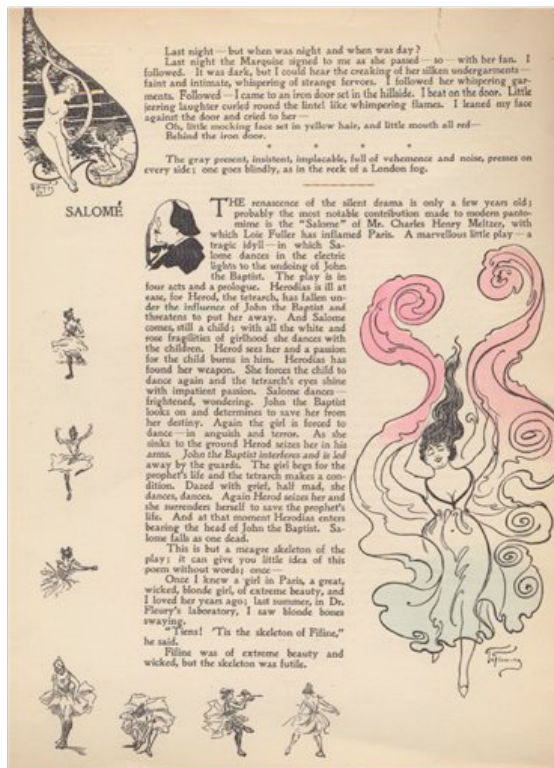 Last night — but when was night and when was day?
Last night the Marquise signed to me as she passed — so — with her fan. I
followed. It was dark, but I could hear the creaking of her silken undergarments —
faint and intimate, whispering of strange fervors. I followed her whispering gar-
ments. Followed — I came to an iron door set in the hillside. I beat on the door. Little
leering laughter curled round the lintel like whimpering flames. I leaned my face
against the door and cried to her —
Oh, little mocking face set in yellow hair, and little mouth all red —
Behind the iron door.
* * * * *
The gray present, insistent, implacable, full of vehemence and noise, presses on
every side; one goes blindly, as in the reek of a London fog.
SALOMÉ
THE renascence of the silent drama is only a few years old;
probably the most notable contribution made to modern panto-
mime is the "Salome" of Mr. Charles Henry Meltzer, with
which Loie Fuller has inflamed Paris. A marvellous little play — a
tragic idyll — in which Sa-
lome dances in the electric
lights to the undoing of John
the Baptist. The play is in
four acts and a prologue. Herodias is ill at
ease, for Herod, the tetrarch, has fallen un-
der the influence of John the Baptist and
threatens to put her away. And Salome
comes, still a child; with all the white and
rose fragilities of girlhood she dances with
the children. Herod sees her and a passion
for the child burns in him. Herodias has
found her weapon. She forces the child to
dance again and the tetrarch's eyes shine
with impatient passion. Salome dances —
frightened, wondering. John the Baptist
looks on and determines to save her from
her destiny. Again the girl is forced to
dance — in anguish and terror. As she
sinks to the ground Herod seizes her in his
arms. John the Baptist interferes and is led
away by the guards. The girl begs for the
prophet's life and the tetrarch makes a con-
dition. Dazed with grief, half mad, she
dances, dances. Again Herod seizes her and
she surrenders herself to save the prophet's
life. And at that moment Herodias enters
bearing the head of John the Baptist. Sa-
lome falls as one dead.
This is but a meagre skeleton of the
play; it can give you little idea of this
poem without words; once —
Once I knew a girl in Paris, a great,
wicked, blonde girl, of extreme beauty, and
I loved her years ago; last summer, in Dr.
Fleury's laboratory, I saw blonde bones
swaying.
"Tiens! 'Tis the skeleton of Fifine,"
he said.
Fifine was of extreme beauty and
wicked, but the skeleton was futile.